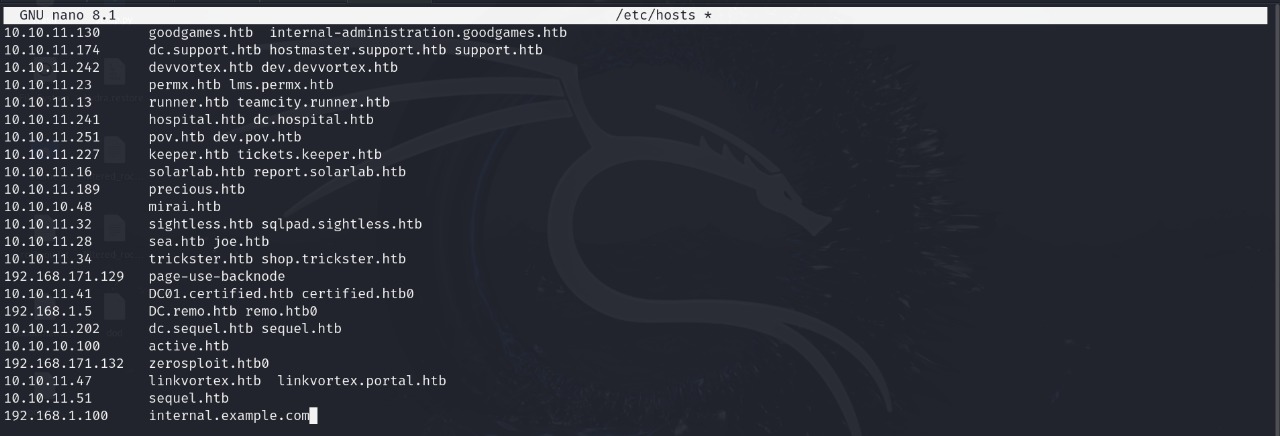 GNU nano 8.1 /etc/hosts *
10.10.11.130 goodgames.htb internal-administration.goodgames.htb
10.10.11.174 dc.support.htb hostmaster.support.htb support.htb
10.10.11.242 devvortex.htb dev.devvortex.htb
10.10.11.23 permx.htb lms.permx.htb
10.10.11.13 runner.htb teamcity.runner.htb
10.10.11.241 hospital.htb dc.hospital.htb
10.10.11.251 pov.htb dev.pov.htb
10.10.11.227 keeper.htb tickets.keeper.htb
10.10.11.16 solarlab.htb report.solarlab.htb
10.10.11.189 precious.htb
10.10.10.48 mirai.htb
10.10.11.32 sightless.htb sqlpad.sightless.htb
10.10.11.28 sea.htb joe.htb
10.10.11.34 trickster.htb shop.trickster.htb
192.168.171.129 page-use-backnode
10.10.11.41 DC01.certified.htb certified.htb0
192.168.1.5 DC.remo.htb remo.htb0
10.10.11.202 dc.sequel.htb sequel.htb
10.10.10.100 active.htb
192.168.171.132 zerosploit.htb0
10.10.11.47 linkvortex.htb linkvortex.portal.htb
10.10.11.51 sequel.htb
192.168.1.100 internal.example.com